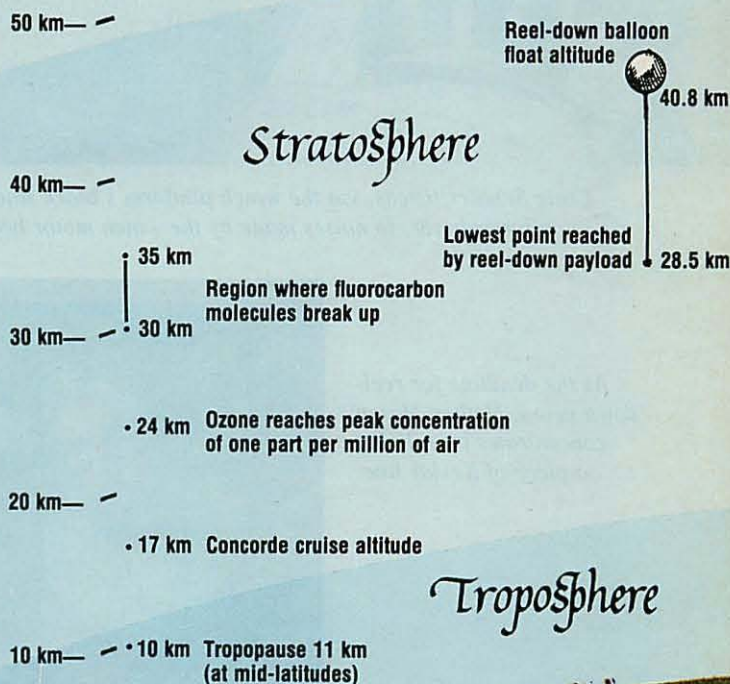 50 km—
Reel-down balloon
float altitude
40.8 km
Stratosphere
40 km—
Lowest point reached
by reel-down payload • 28.5 km
• 35 km
Region where fluorocarbon
molecules break up
30 km—
• 30 km
• 24 km Ozone reaches peak concentration
of one part per million of air
20 km—
• 17 km Concorde cruise altitude
Troposphere
10 km— • 10 km Tropopause 11 km
(at mid-latitudes)